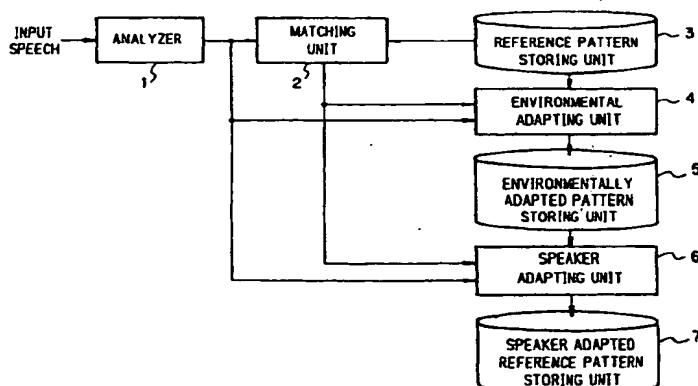 INPUT
SPEECH
ANALYZER
1
MATCHING
UNIT
2
REFERENCE PATTERN
STORING UNIT
3
ENVIRONMENTAL
ADAPTING UNIT
4
ENVIRONMENTALLY
ADAPTED PATTERN
STORING UNIT
5
SPEAKER
ADAPTING UNIT
6
SPEAKER ADAPTED
REFERENCE PATTERN
STORING UNIT
7